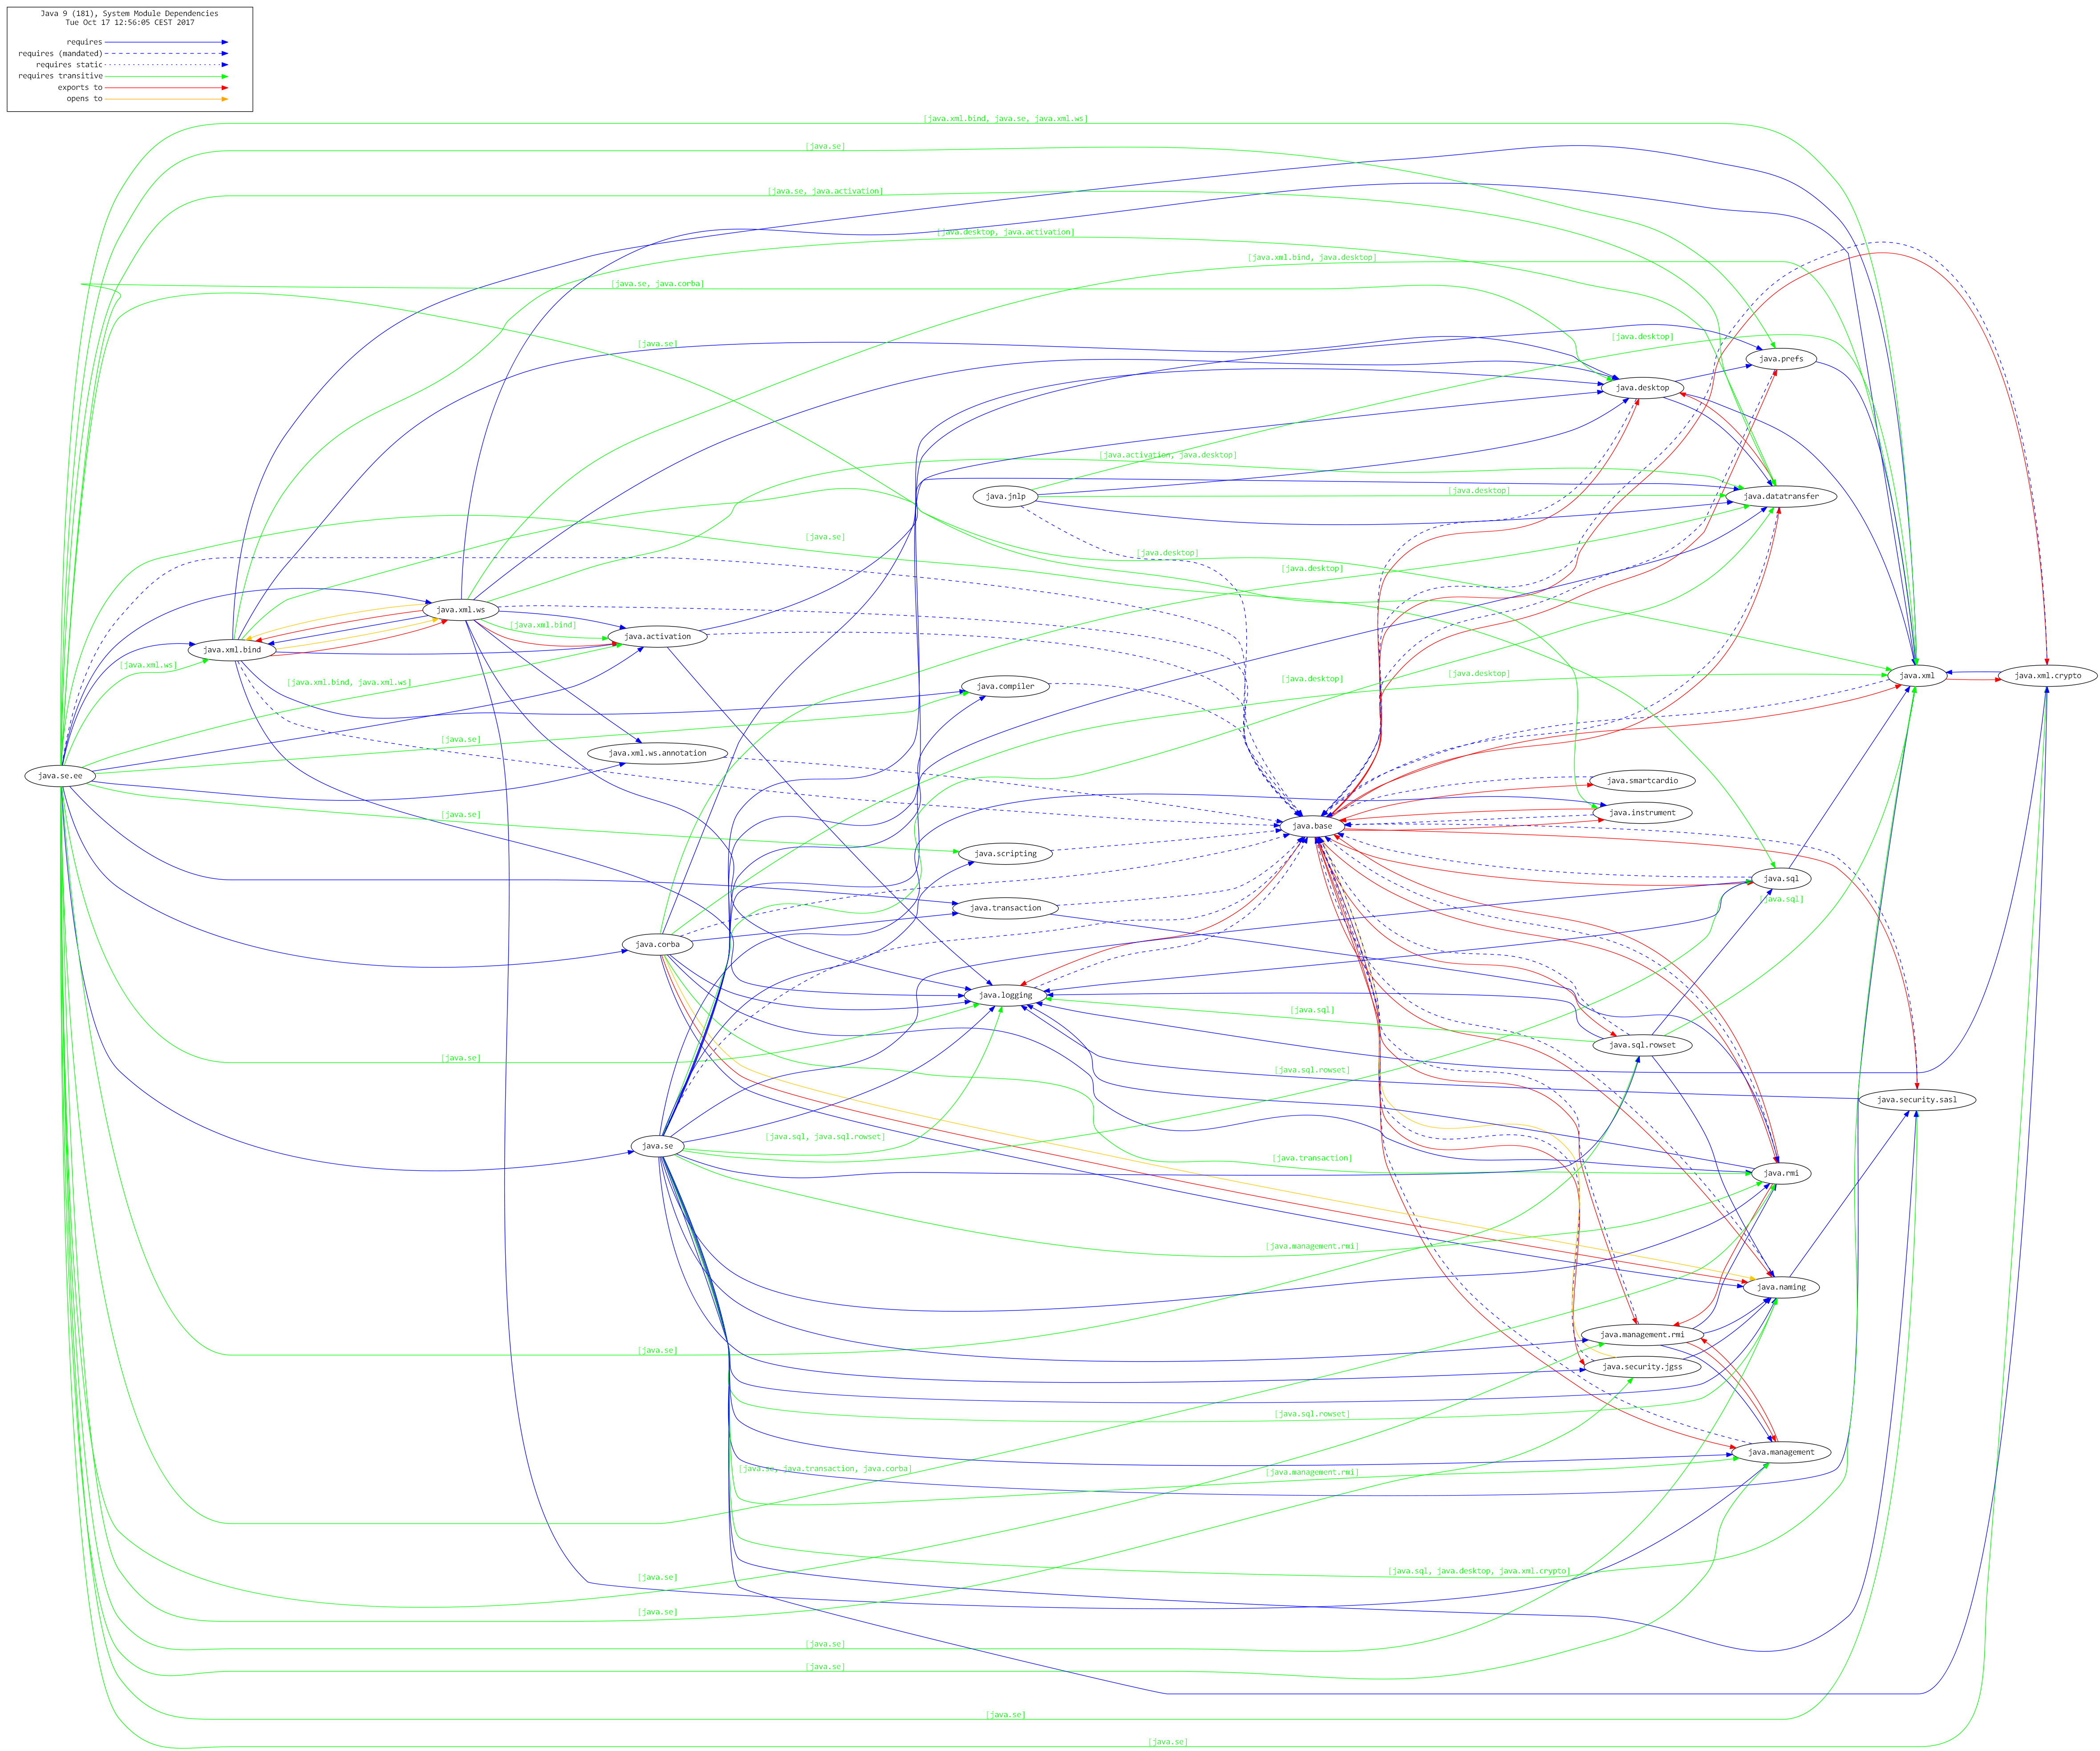 Java 9 (181), System Module Dependencies
Tue Oct 17 12:56:05 CEST 2017
requires
requires (mandated)
requires static
requires transitive
exports to
opens to
[java.xml.bind, java.se, java.xml.ws]
[java.se]
[java.se, java.activation]
[java.desktop, java.activation]
[java.xml.bind, java.desktop]
[java.se, java.corba]
[java.desktop]
[java.se]
java.prefs
java.desktop
[java.activation, java.desktop]
[java.desktop]
java.jnlp
java.datatransfer
[java.se]
[java.desktop]
[java.desktop]
java.xml.ws
[java.xml.bind]
java.activation
java.xml.bind
[java.xml.ws]
[java.desktop]
[java.desktop]
java.xml
java.xml.crypto
[java.xml.bind, java.xml.ws]
java.compiler
[java.se]
java.xml.ws.annotation
java.se.ee
java.smartcardio
java.instrument
[java.se]
java.base
java.scripting
java.sql
[java.sql]
java.transaction
java.corba
java.logging
[java.sql]
java.sql.rowset
[java.se]
[java.sql.rowset]
java.security.sasl
[java.sql, java.sql.rowset]
java.se
[java.transaction]
java.rmi
[java.management.rmi]
java.naming
java.management.rmi
[java.se]
java.security.jgss
[java.sql.rowset]
java.management
[java.se, java.transaction, java.corba]
[java.management.rmi]
[java.sql, java.desktop, java.xml.crypto]
[java.se]
[java.se]
[java.se]
[java.se]
[java.se]
[java.se]